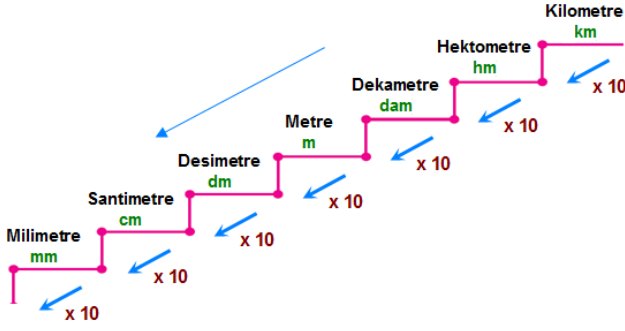 Kilometre
km
x 10
Hektometre
hm
x 10
Dekametre
dam
x 10
Metre
m
x 10
Desimetre
dm
x 10
Santimetre
cm
x 10
Milimetre
mm
x 10